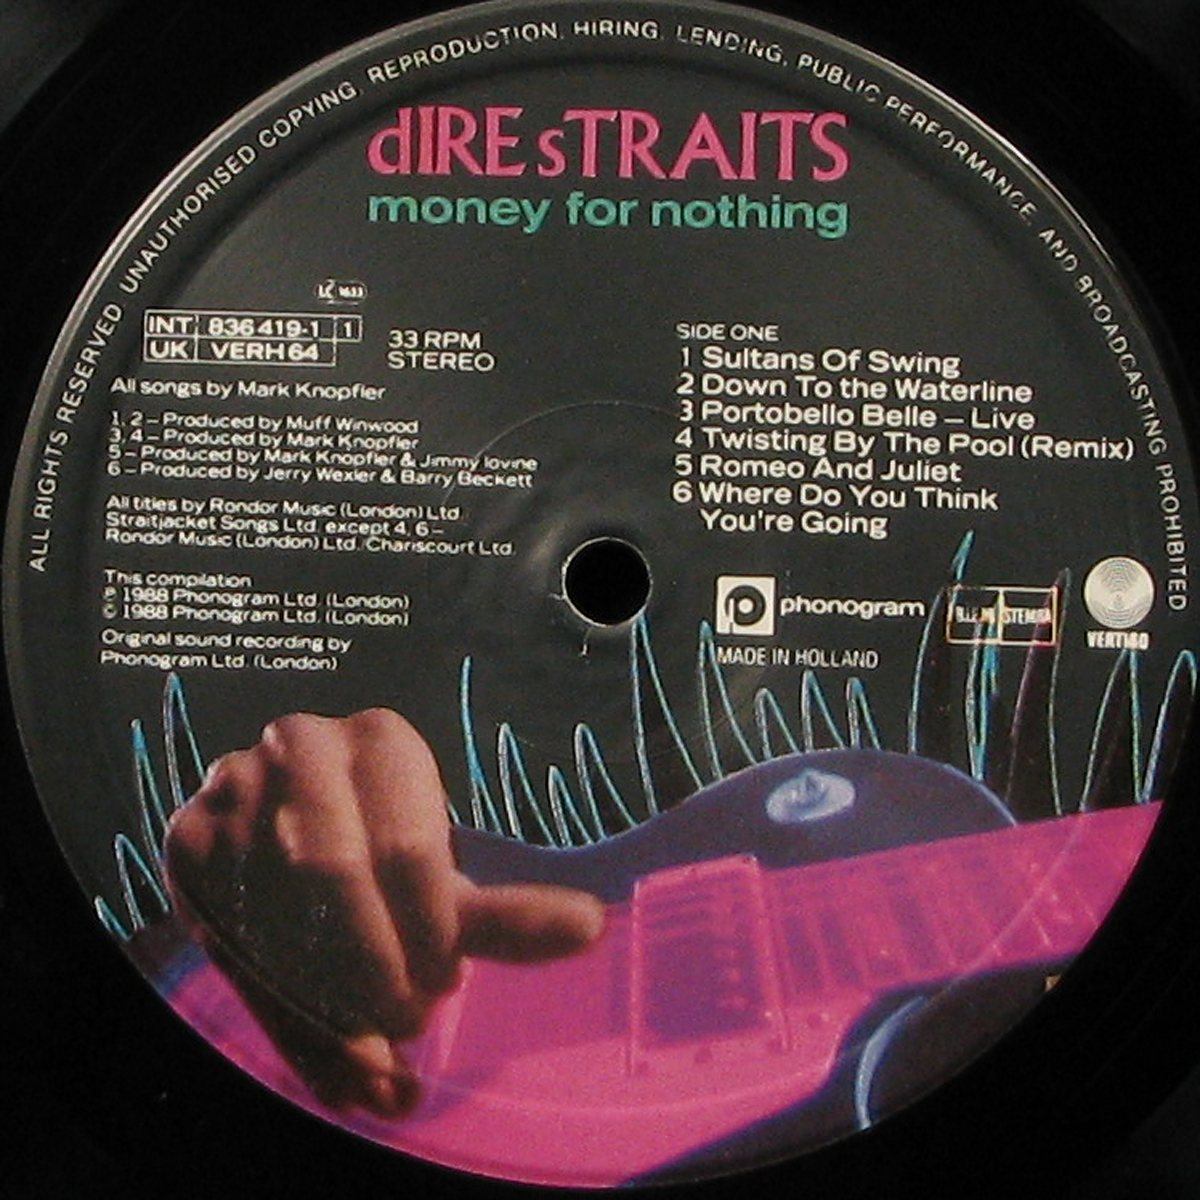 ALL RIGHTS RESERVED UNAUTHORISED COPYING, REPRODUCTION, HIRING, LENDING, PUBLIC PERFORMANCE, AND BROADCASTING PROHIBITED
dIRE sTRAITS
money for nothing
LC 1633
INT 836 419-1 1
UK VERH 64
33 RPM
STEREO
All songs by Mark Knopfler
1, 2 – Produced by Muff Winwood
3, 4 – Produced by Mark Knopfler
5 – Produced by Mark Knopfler & Jimmy Iovine
6 – Produced by Jerry Wexler & Barry Beckett
All titles by Rondor Music (London) Ltd.
Straitjacket Songs Ltd. except 4, 6 –
Rondor Music (London) Ltd. Chariscourt Ltd.
This compilation
℗ 1988 Phonogram Ltd. (London)
© 1988 Phonogram Ltd. (London)
Original sound recording by
Phonogram Ltd. (London)
SIDE ONE
1 Sultans Of Swing
2 Down To the Waterline
3 Portobello Belle – Live
4 Twisting By The Pool (Remix)
5 Romeo And Juliet
6 Where Do You Think
You're Going
phonogram
STEMRA
VERTIGO
MADE IN HOLLAND